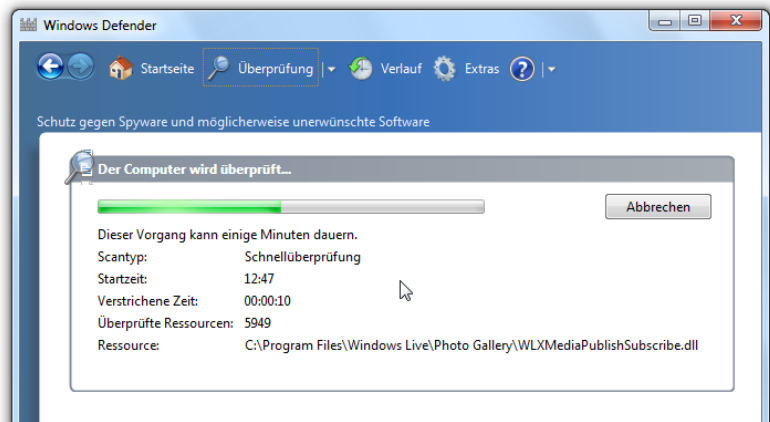 Windows Defender
Startseite Überprüfung Verlauf Extras ?
Schutz gegen Spyware und möglicherweise unerwünschte Software
Der Computer wird überprüft...
Abbrechen
Dieser Vorgang kann einige Minuten dauern.
Scantyp: Schnellüberprüfung
Startzeit: 12:47
Verstrichene Zeit: 00:00:10
Überprüfte Ressourcen: 5949
Ressource: C:\Program Files\Windows Live\Photo Gallery\WLXMediaPublishSubscribe.dll